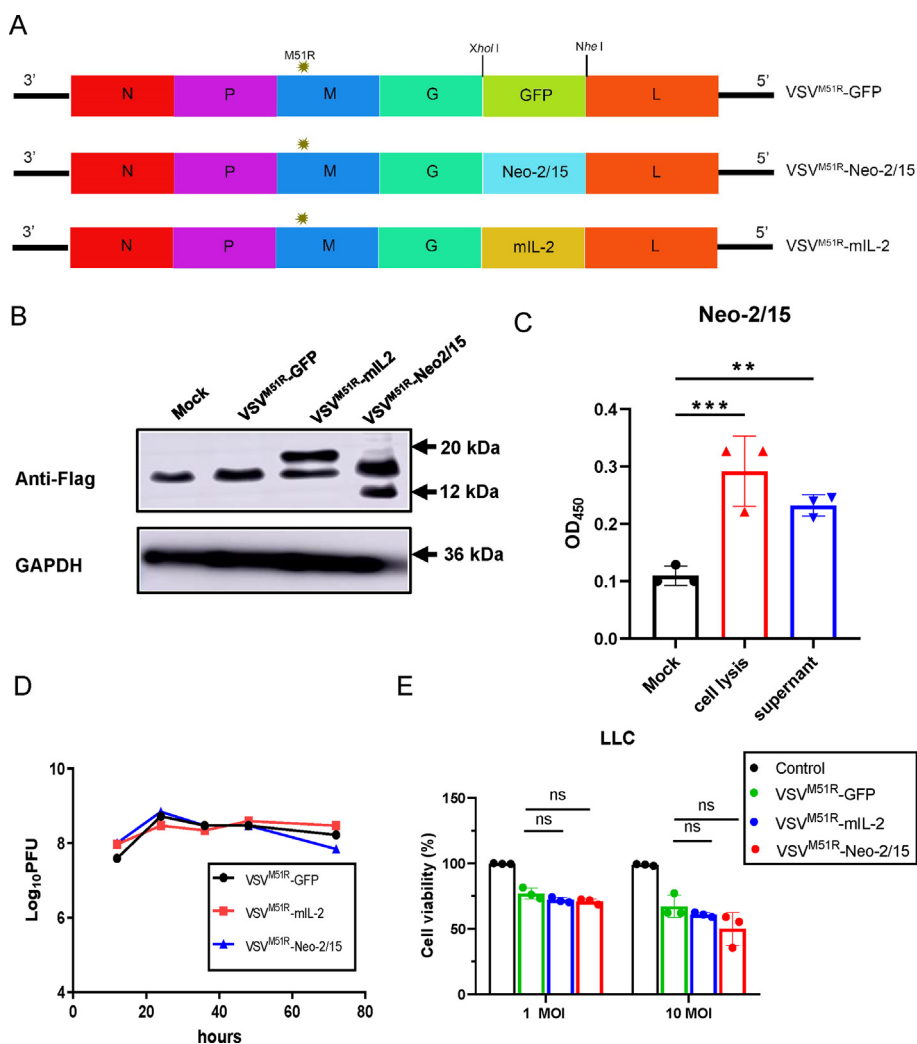 A
M51R
Xhol I
Nhe I
3’ N P M G GFP L 5’ VSVM51R-GFP
3’ N P M G Neo-2/15 L 5’ VSVM51R-Neo-2/15
3’ N P M G mIL-2 L 5’ VSVM51R-mIL-2
B
Mock
VSVM51R-GFP
VSVM51R-mIL2
VSVM51R-Neo2/15
Anti-Flag
20 kDa
12 kDa
GAPDH
36 kDa
C
Neo-2/15
**
***
0.4
0.3
0.2
0.1
0.0
OD450
Mock
cell lysis
supernant
D
10
8
6
4
Log10PFU
VSVM51R-GFP
VSVM51R-mIL-2
VSVM51R-Neo-2/15
0 20 40 60 80
hours
E
LLC
Control
VSVM51R-GFP
VSVM51R-mIL-2
VSVM51R-Neo-2/15
ns
ns
ns
ns
150
100
50
0
Cell viability (%)
1 MOI
10 MOI